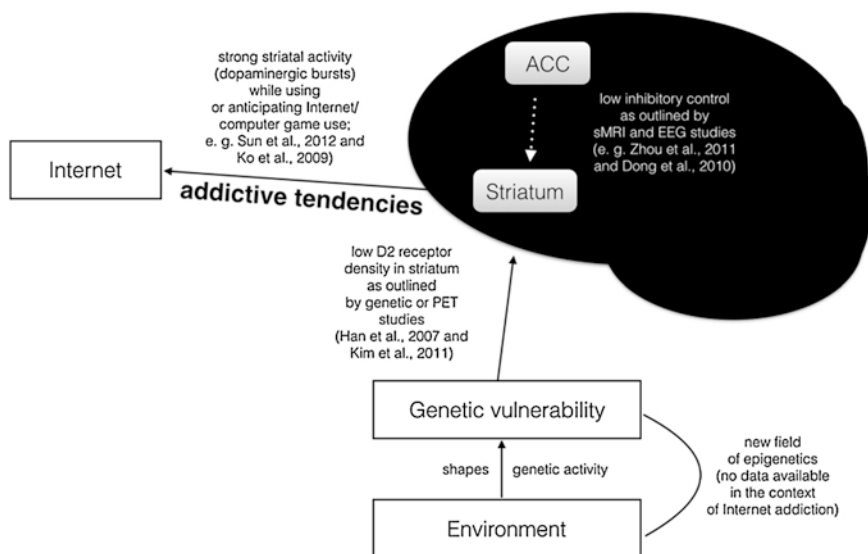 strong striatal activity
(dopaminergic bursts)
while using
or anticipating Internet/
computer game use;
e. g. Sun et al., 2012 and
Ko et al., 2009)
ACC
low inhibitory control
as outlined by
sMRI and EEG studies
(e. g. Zhou et al., 2011
and Dong et al., 2010)
Internet
Striatum
addictive tendencies
low D2 receptor
density in striatum
as outlined
by genetic or PET
studies
(Han et al., 2007 and
Kim et al., 2011)
Genetic vulnerability
shapes genetic activity
new field
of epigenetics
(no data available
in the context
of Internet addiction)
Environment